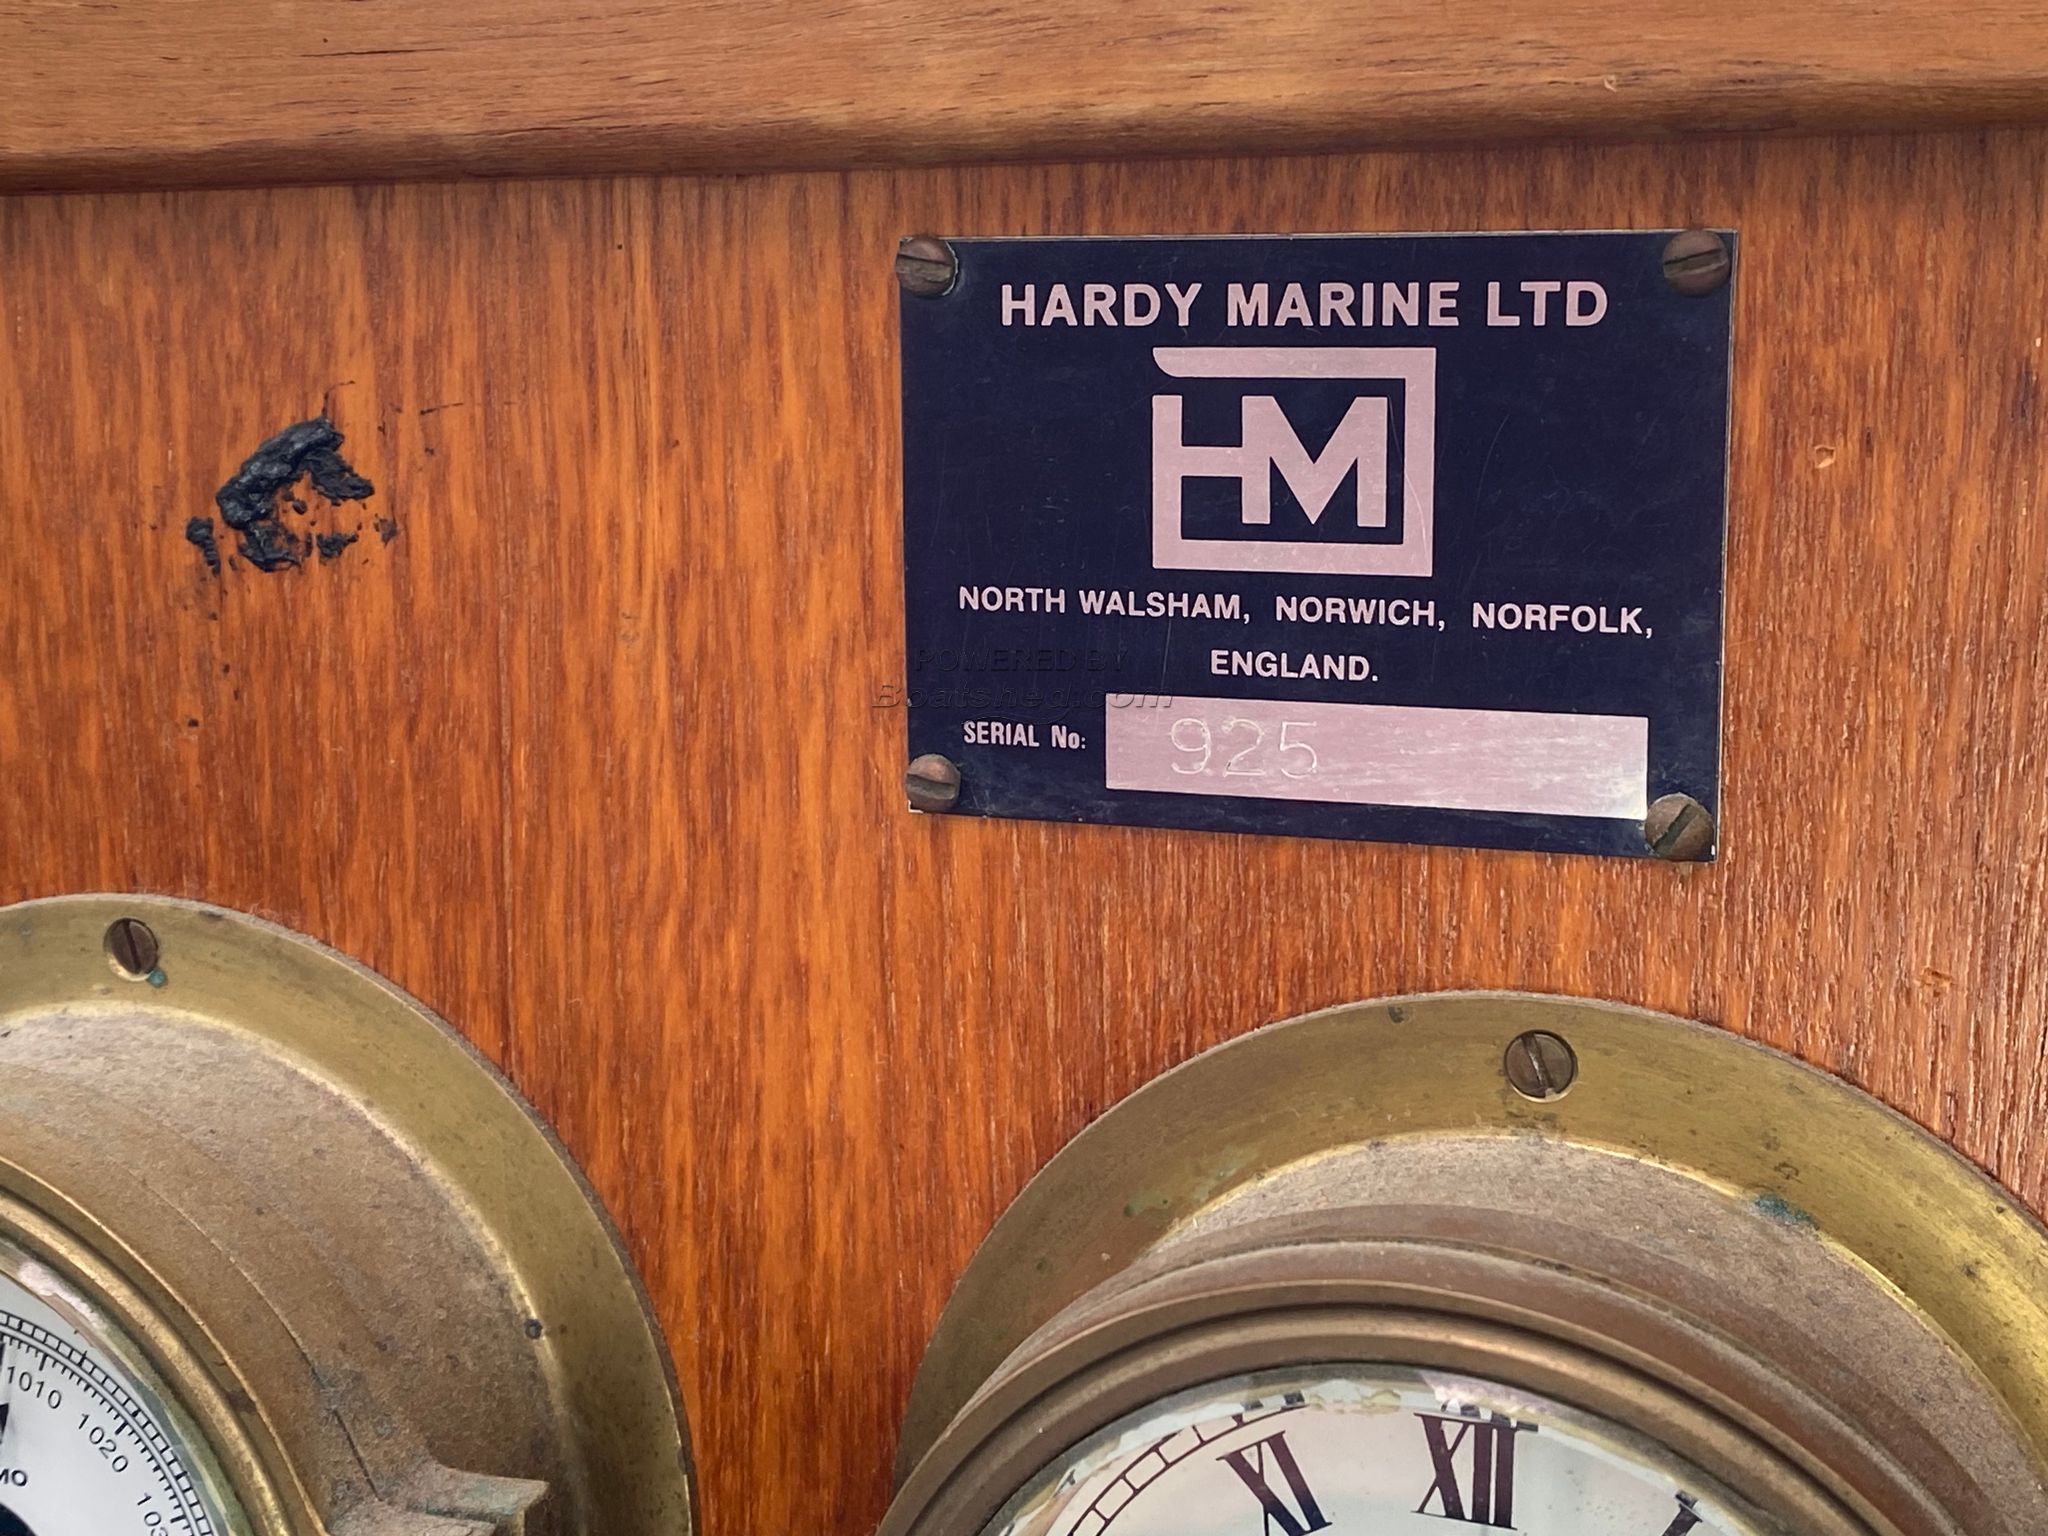 HARDY MARINE LTD
HM
NORTH WALSHAM, NORWICH, NORFOLK,
ENGLAND.
SERIAL No: 925
POWERED BY
Boatshed.com
1010
1020
XI
XII